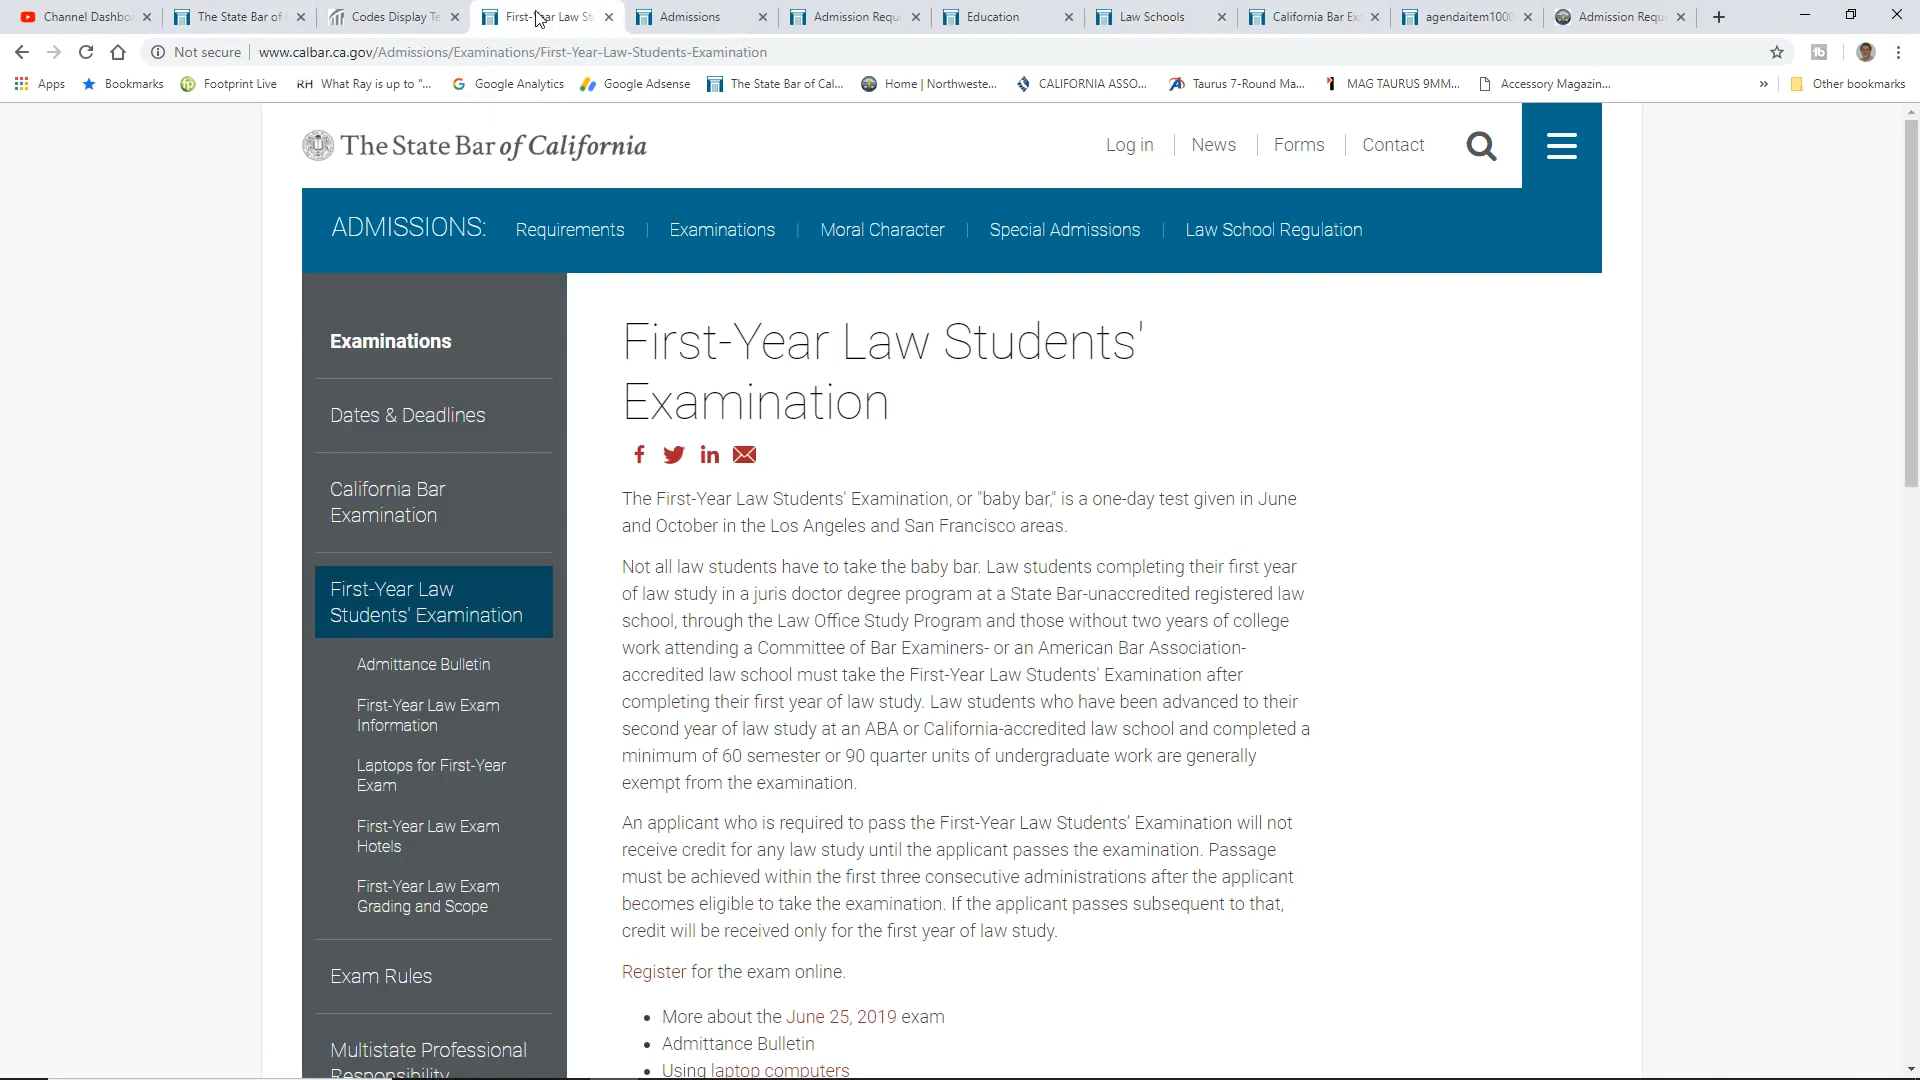 Channel Dashbo
The State Bar of
Codes Display Te
First-Year Law St
Admissions
Admission Requ
Education
Law Schools
California Bar Ex
agendaitem1000
Admission Requ
Not secure
www.calbar.ca.gov/Admissions/Examinations/First-Year-Law-Students-Examination
Apps
Bookmarks
Footprint Live
RH What Ray is up to "...
Google Analytics
Google Adsense
The State Bar of Cal...
Home | Northweste...
CALIFORNIA ASSO...
Taurus 7-Round Ma...
MAG TAURUS 9MM...
Accessory Magazin...
»
Other bookmarks
The State Bar of California
Log in
News
Forms
Contact
ADMISSIONS:
Requirements
Examinations
Moral Character
Special Admissions
Law School Regulation
Examinations
Dates & Deadlines
California Bar
Examination
First-Year Law
Students' Examination
Admittance Bulletin
First-Year Law Exam
Information
Laptops for First-Year
Exam
First-Year Law Exam
Hotels
First-Year Law Exam
Grading and Scope
Exam Rules
Multistate Professional
Responsibility
First-Year Law Students'
Examination
The First-Year Law Students' Examination, or "baby bar," is a one-day test given in June
and October in the Los Angeles and San Francisco areas.
Not all law students have to take the baby bar. Law students completing their first year
of law study in a juris doctor degree program at a State Bar-unaccredited registered law
school, through the Law Office Study Program and those without two years of college
work attending a Committee of Bar Examiners- or an American Bar Association-
accredited law school must take the First-Year Law Students' Examination after
completing their first year of law study. Law students who have been advanced to their
second year of law study at an ABA or California-accredited law school and completed a
minimum of 60 semester or 90 quarter units of undergraduate work are generally
exempt from the examination.
An applicant who is required to pass the First-Year Law Students' Examination will not
receive credit for any law study until the applicant passes the examination. Passage
must be achieved within the first three consecutive administrations after the applicant
becomes eligible to take the examination. If the applicant passes subsequent to that,
credit will be received only for the first year of law study.
Register for the exam online.
• More about the June 25, 2019 exam
• Admittance Bulletin
• Using laptop computers